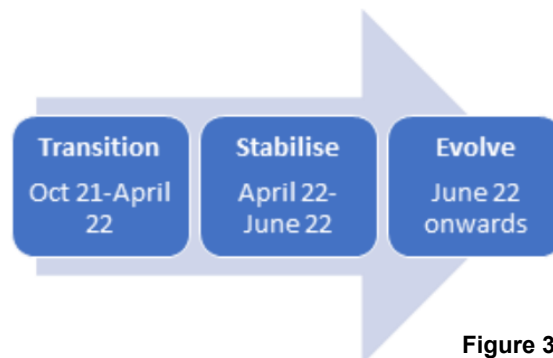 Transition
Oct 21-April
22
Stabilise
April 22-
June 22
Evolve
June 22
onwards
Figure 3